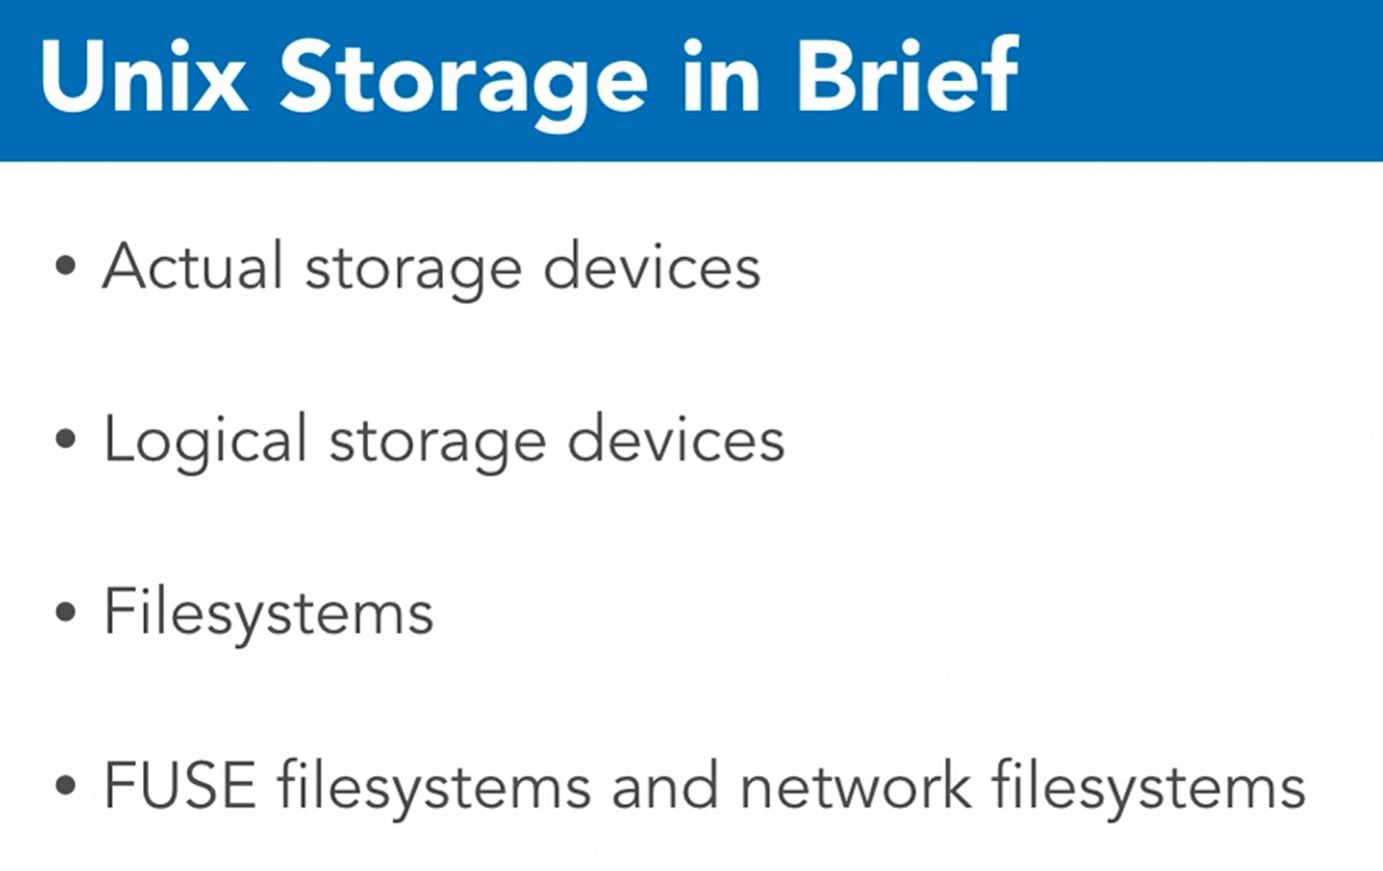 Unix Storage in Brief
• Actual storage devices
• Logical storage devices
• Filesystems
• FUSE filesystems and network filesystems